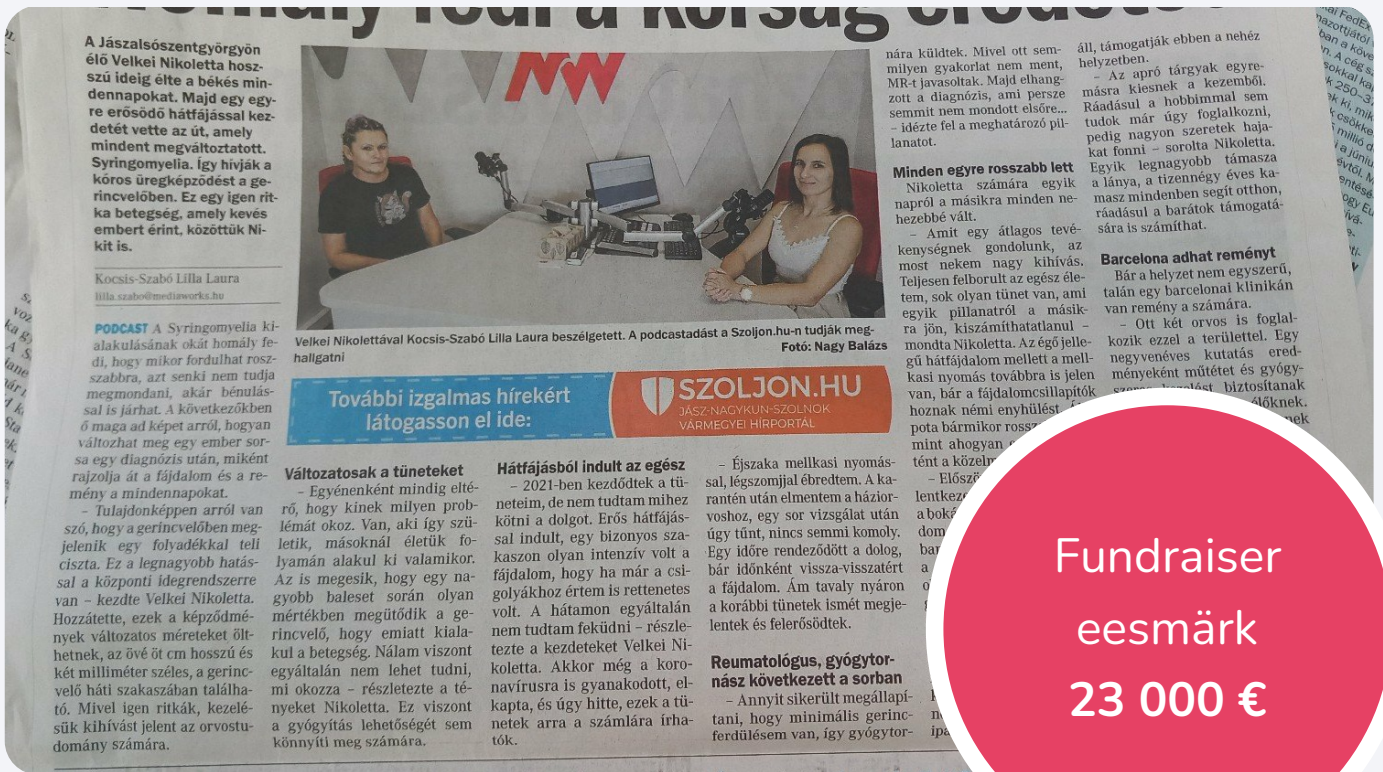 A Jászalsószentgyörgyön
élő Velkei Nikoletta hosz-
szú ideig élte a békés min-
dennapokat. Majd egy egy-
re erősödő hátfájással kez-
detét vette az út, amely
mindent megváltoztatott.
Syringomyelia. Így hívják a
kóros üregképződést a ge-
rincvelőben. Ez egy igen rit-
ka betegség, amely kevés
embert érint, közöttük Ni-
kit is.
Kocsis-Szabó Lilla Laura
lilla.szabo@mediaworks.hu
PODCAST A Syringomyelia ki-
alakulásának okát homály fe-
di, hogy mikor fordulhat rosz-
szabbra, azt senki nem tudja
megmondani, akár bénulás-
sal is járhat. A következőkben
ő maga ad képet arról, hogyan
változhat meg egy ember sor-
sa egy diagnózis után, miként
rajzolja át a fájdalom és a re-
mény a mindennapokat.
– Tulajdonképpen arról van
szó, hogy a gerincvelőben meg-
jelenik egy folyadékkal teli
ciszta. Ez a legnagyobb hatás-
sal a központi idegrendszerre
van – kezdte Velkei Nikoletta.
Hozzátette, ezek a képződmé-
nyek változatos méreteket ölt-
hetnek, az övé öt cm hosszú és
két milliméter széles, a gerinc-
velő háti szakaszában találha-
tó. Mivel igen ritkák, kezelé-
sük kihívást jelent az orvostu-
domány számára.
Velkei Nikolettával Kocsis-Szabó Lilla Laura beszélgetett. A podcastadást a Szoljon.hu-n tudják meg-
hallgatni
Fotó: Nagy Balázs
További izgalmas hírekért
látogasson el ide:
SZOLJON.HU
JÁSZ-NAGYKUN-SZOLNOK
VÁRMEGYEI HÍRPORTÁL
Változatosak a tüneteket
– Egyénenként mindig elté-
rő, hogy kinek milyen prob-
lémát okoz. Van, aki így szü-
letik, másoknál életük fo-
lyamán alakul ki valamikor.
Az is megesik, hogy egy na-
gyobb baleset során olyan
mértékben megütődik a ge-
rincvelő, hogy emiatt kiala-
kul a betegség. Nálam viszont
egyáltalán nem lehet tudni,
mi okozza – részletezte a té-
nyeket Nikoletta. Ez viszont
a gyógyítás lehetőségét sem
könnyíti meg számára.
Hátfájásból indult az egész
– 2021-ben kezdődtek a tü-
neteim, de nem tudtam mihez
kötni a dolgot. Erős hátfájás-
sal indult, egy bizonyos sza-
kaszon olyan intenzív volt a
fájdalom, hogy ha már a csi-
golyákhoz értem is rettenetes
volt. A hátamon egyáltalán
nem tudtam feküdni – részle-
tezte a kezdeteket Velkei Ni-
koletta. Akkor még a koro-
navírusra is gyanakodott, el-
kapta, és úgy hitte, ezek a tü-
netek arra a számlára írha-
tók.
– Éjszaka mellkasi nyomás-
sal, légszomjjal ébredtem. A ka-
rantén után elmentem a házior-
voshoz, egy sor vizsgálat után
úgy tűnt, nincs semmi komoly.
Egy időre rendeződött a dolog,
bár időnként vissza-visszatért
a fájdalom. Ám tavaly nyáron
a korábbi tünetek ismét megje-
lentek és felerősödtek.
Reumatológus, gyógytor-
nász következett a sorban
– Annyit sikerült megállapí-
tani, hogy minimális gerinc-
ferdülésem van, így gyógytor-
nára küldtek. Mivel ott sem-
milyen gyakorlat nem ment,
MR-t javasoltak. Majd elhang-
zott a diagnózis, ami persze
semmit nem mondott elsőre...
– idézte fel a meghatározó pil-
lanatot.
Minden egyre rosszabb lett
Nikoletta számára egyik
napról a másikra minden ne-
hezebbé vált.
– Amit egy átlagos tevé-
kenységnek gondolunk, az
most nekem nagy kihívás.
Teljesen felborult az egész éle-
tem, sok olyan tünet van, ami
egyik pillanatról a másik-
ra jön, kiszámíthatatlanul –
mondta Nikoletta. Az égő jelle-
gű hátfájdalom mellett a mell-
kasi nyomás továbbra is jelen
van, bár a fájdalomcsillapítók
hoznak némi enyhülést,
pota bármikor
mint ahogyan
tént a
áll, támogatják ebben a nehéz
helyzetben.
– Az apró tárgyak egyre-
másra kiesnek a kezemből.
Ráadásul a hobbimmal sem
tudok már úgy foglalkozni,
pedig nagyon szeretek haja-
kat fonni – sorolta Nikoletta.
Egyik legnagyobb támasza
a lánya, a tizennégy éves ka-
masz mindenben segít otthon,
ráadásul a barátok támogatá-
sára is számíthat.
Barcelona adhat reményt
Bár a helyzet nem egyszerű,
talán egy barcelonai klinikán
van remény a számára.
– Ott két orvos is foglal-
kozik ezzel a területtel. Egy
negyvenéves kutatás ered-
ményeként műtétet és gyógy-
biztosítanak
élőknek.
Fundraiser
eesmärk
23 000 €